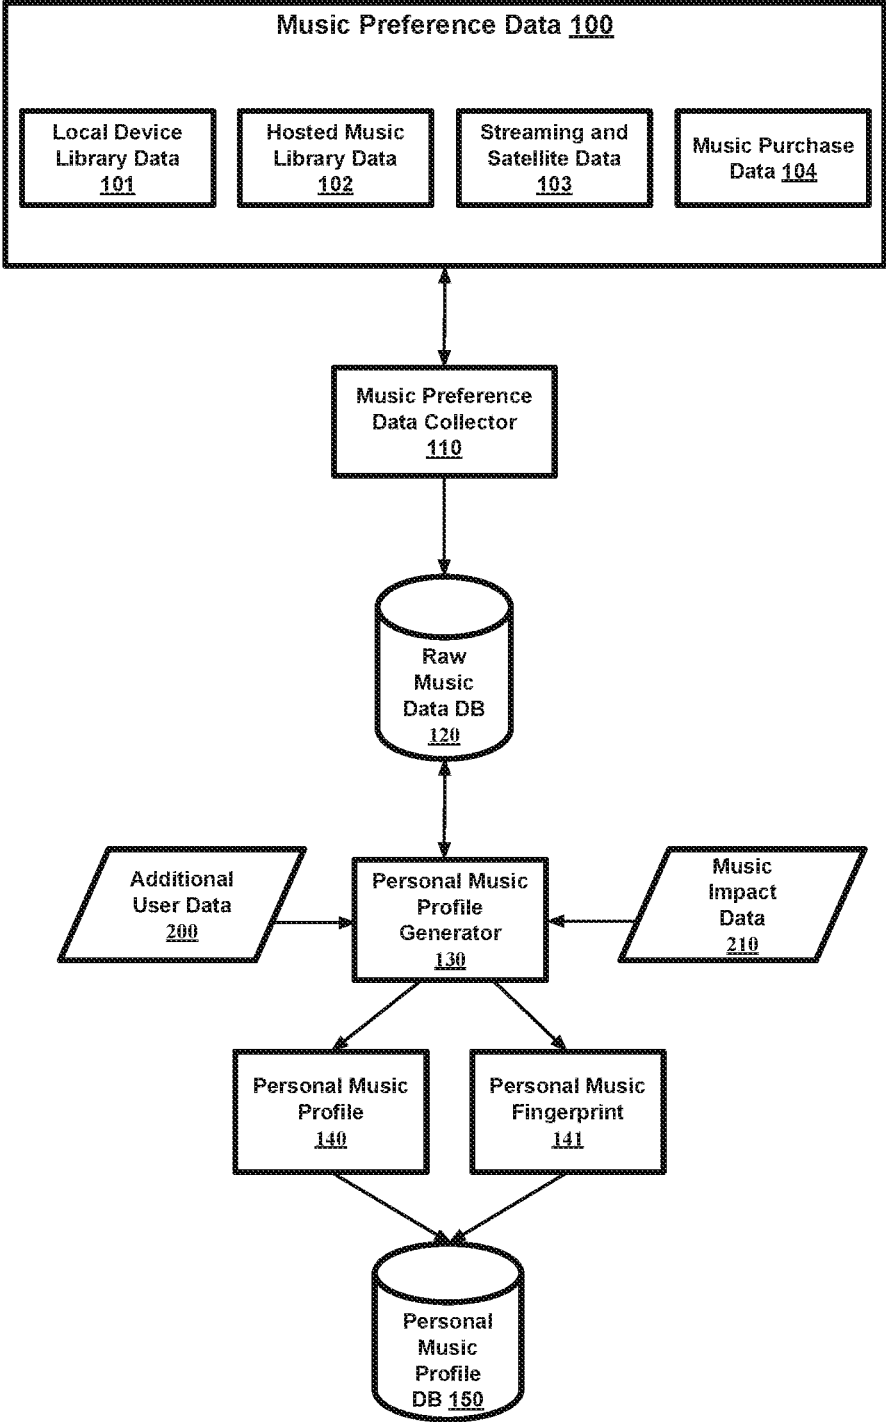 Music Preference Data 100
Local Device
Library Data
101
Hosted Music
Library Data
102
Streaming and
Satellite Data
103
Music Purchase
Data 104
Music Preference
Data Collector
110
Raw
Music
Data DB
120
Additional
User Data
200
Personal Music
Profile
Generator
130
Music
Impact
Data
210
Personal Music
Profile
140
Personal Music
Fingerprint
141
Personal
Music
Profile
DB 150